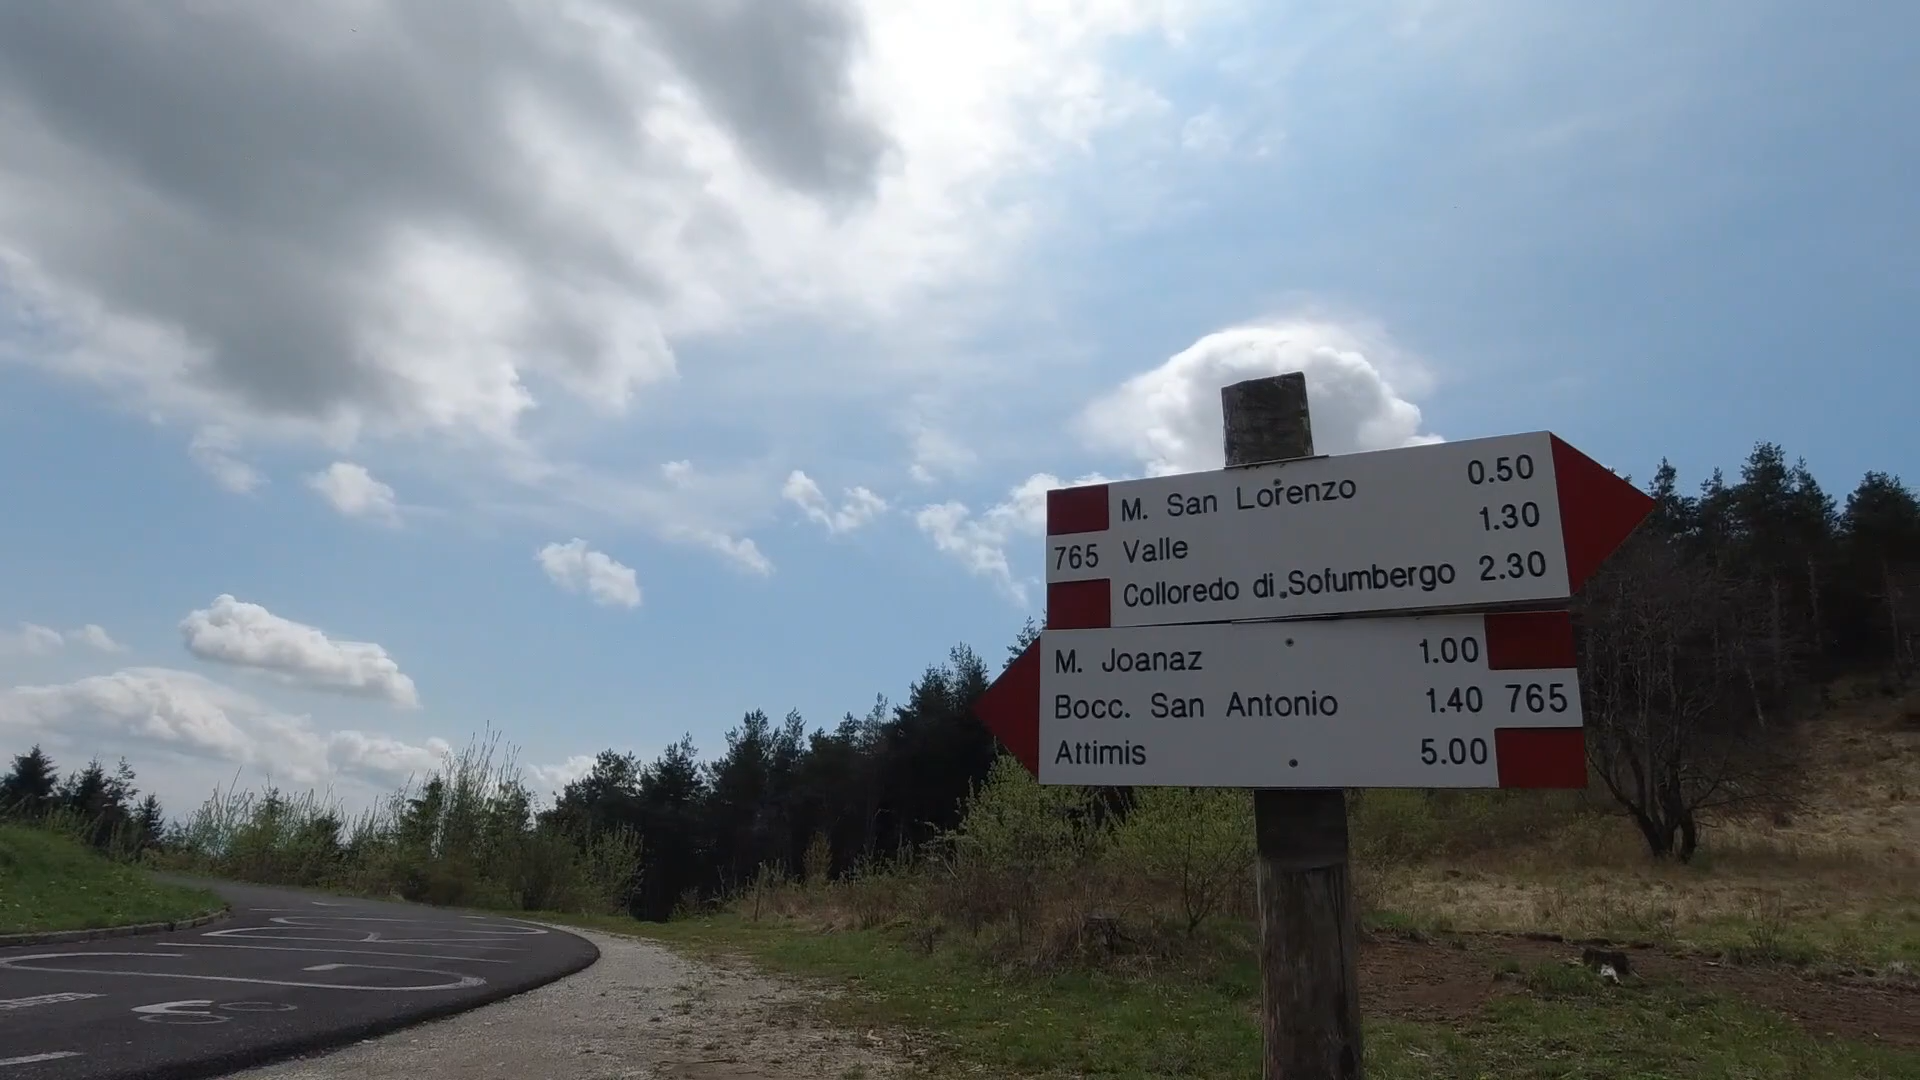 M. San Lorenzo 0.50
765 Valle 1.30
Colloredo di Sofumbergo 2.30
M. Joanaz 1.00
Bocc. San Antonio 1.40 765
Attimis 5.00